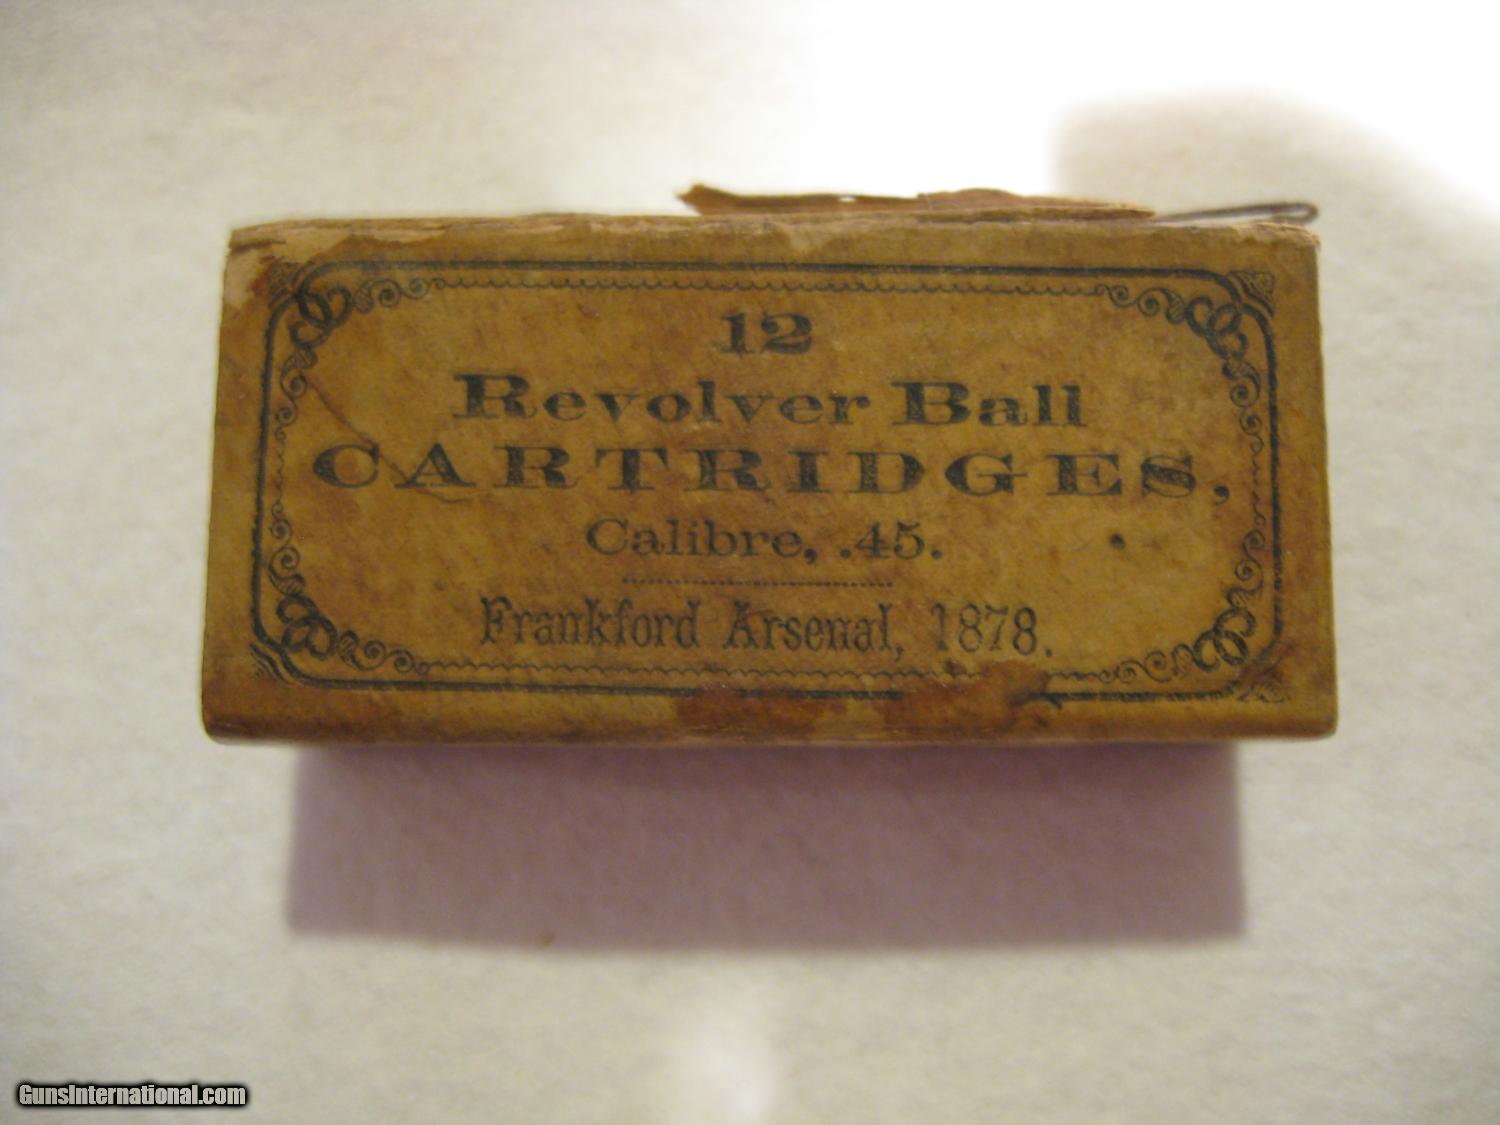 12
Revolver Ball
CARTRIDGES,
Calibre, .45.
Frankford Arsenal, 1878.
GunsInternational.com